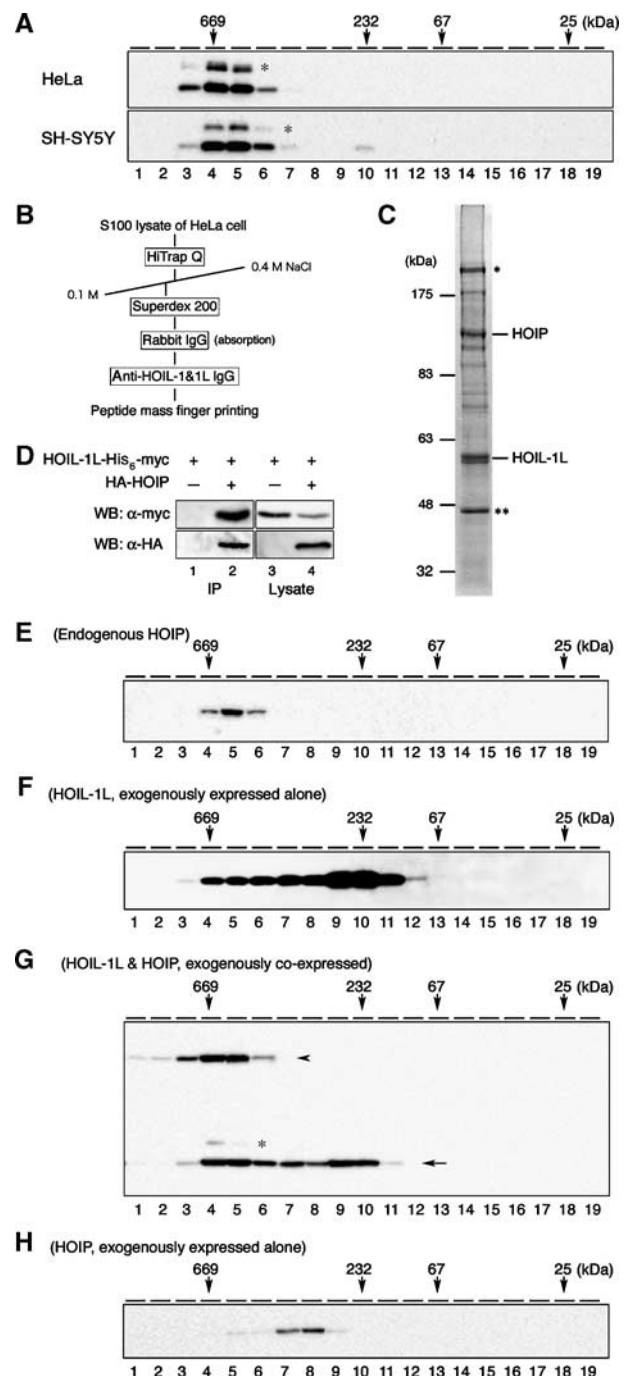 A
669 232 67 25 (kDa)
HeLa
*
SH-SY5Y
*
1 2 3 4 5 6 7 8 9 10 11 12 13 14 15 16 17 18 19
B
S100 lysate of HeLa cell
HiTrap Q
0.1 M 0.4 M NaCl
Superdex 200
Rabbit IgG (absorption)
Anti-HOIL-1&1L IgG
Peptide mass finger printing
C
(kDa)
*
175
HOIP
83
63
HOIL-1L
48
**
32
D
HOIL-1L-His6-myc + + + +
HA-HOIP – + – +
WB: α-myc
WB: α-HA
1 2 3 4
IP Lysate
E
(Endogenous HOIP)
669 232 67 25 (kDa)
1 2 3 4 5 6 7 8 9 10 11 12 13 14 15 16 17 18 19
F
(HOIL-1L, exogenously expressed alone)
669 232 67 25 (kDa)
1 2 3 4 5 6 7 8 9 10 11 12 13 14 15 16 17 18 19
G
(HOIL-1L & HOIP, exogenously co-expressed)
669 232 67 25 (kDa)
*
1 2 3 4 5 6 7 8 9 10 11 12 13 14 15 16 17 18 19
H
(HOIP, exogenously expressed alone)
669 232 67 25 (kDa)
1 2 3 4 5 6 7 8 9 10 11 12 13 14 15 16 17 18 19